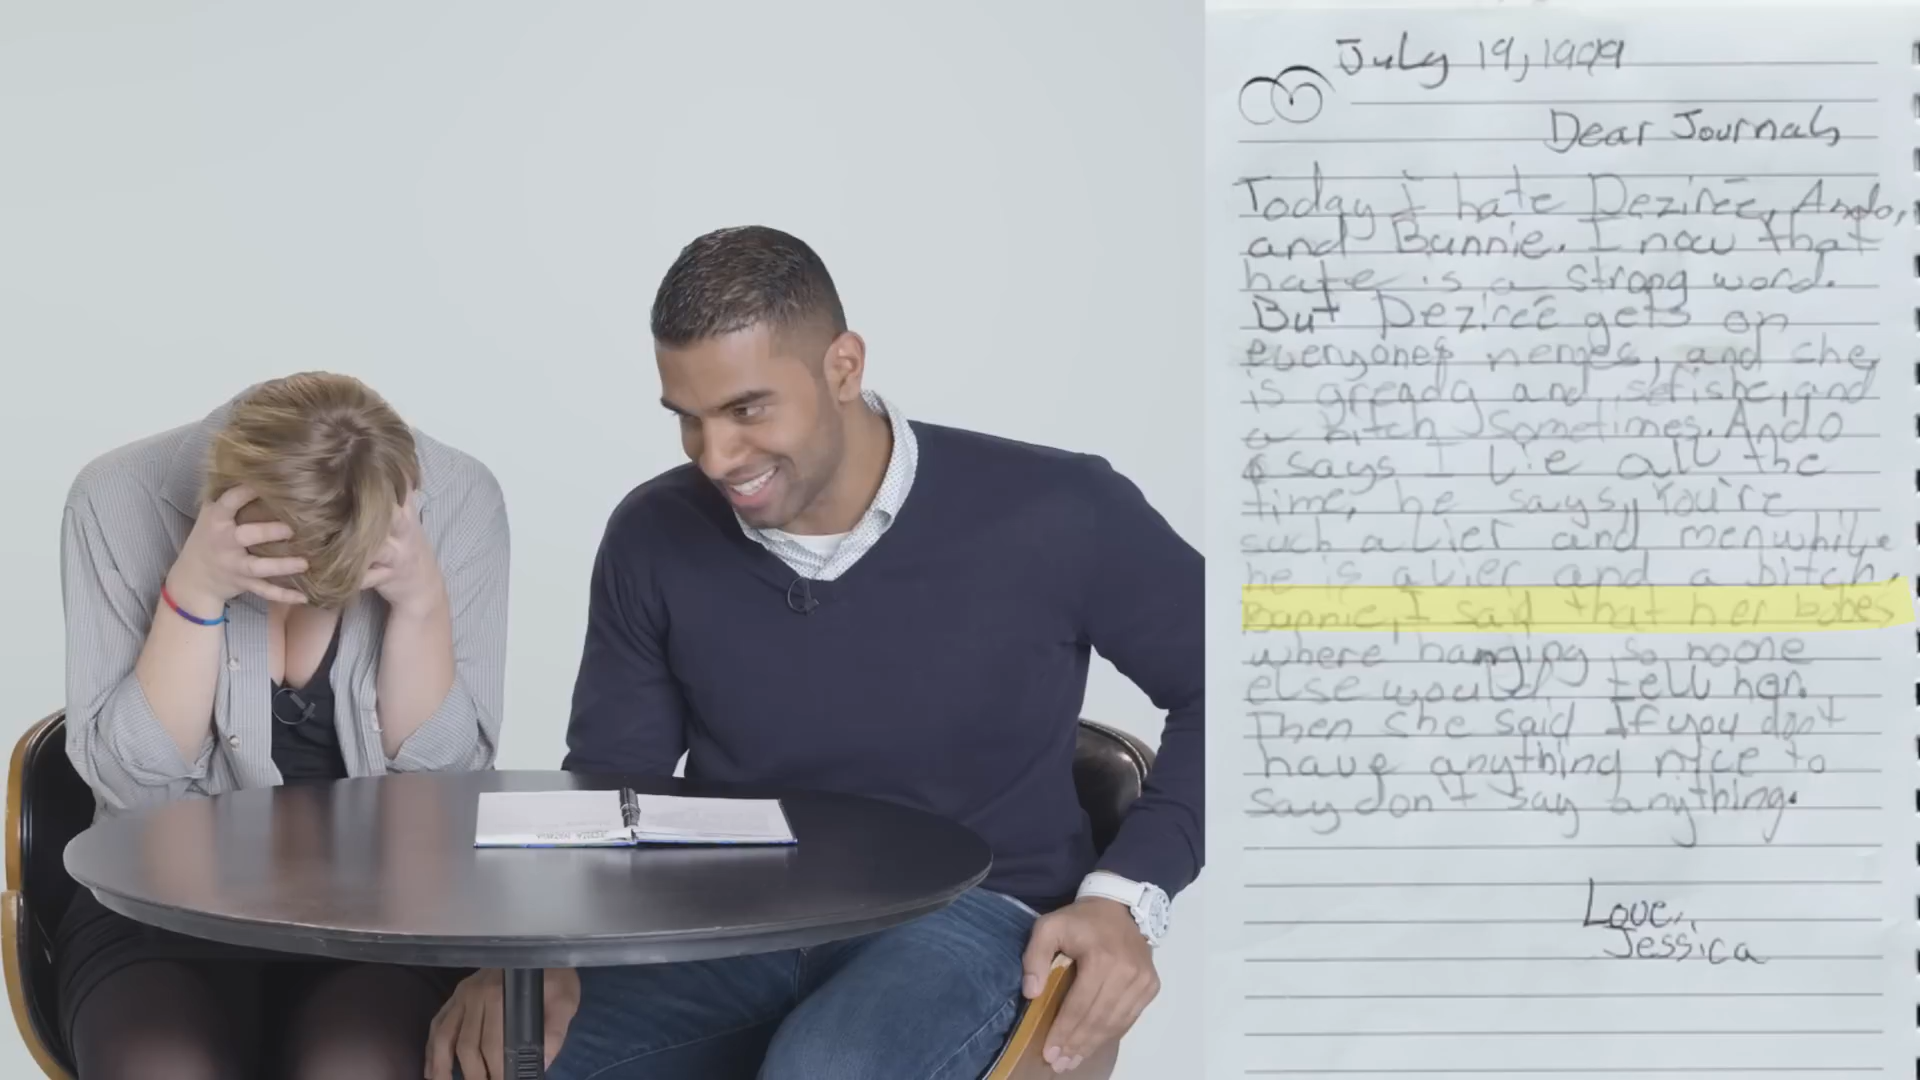 July 19, 1999
Dear Journal,
Today I hate Dezireē, Ando,
and Bunnie. I now that
hate is a strong word.
But Dezireē gets on
everyones nerves, and she
is gready and selfishe, and
a bitch sometimes. Ando
says I lie all the
time, he says, "You're
such a lier and menwhile
he is a lier and a bitch.
Bunnie, I said that her bobes
where hanging so noone
else would tell her.
Then she said If you don't
have anything nice to
say don't say anything.
Love,
Jessica